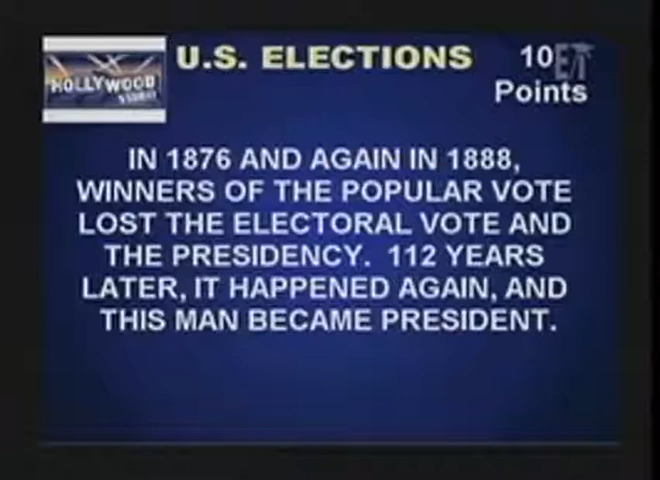 HOLLYWOOD
U.S. ELECTIONS
10
Points
IN 1876 AND AGAIN IN 1888,
WINNERS OF THE POPULAR VOTE
LOST THE ELECTORAL VOTE AND
THE PRESIDENCY. 112 YEARS
LATER, IT HAPPENED AGAIN, AND
THIS MAN BECAME PRESIDENT.